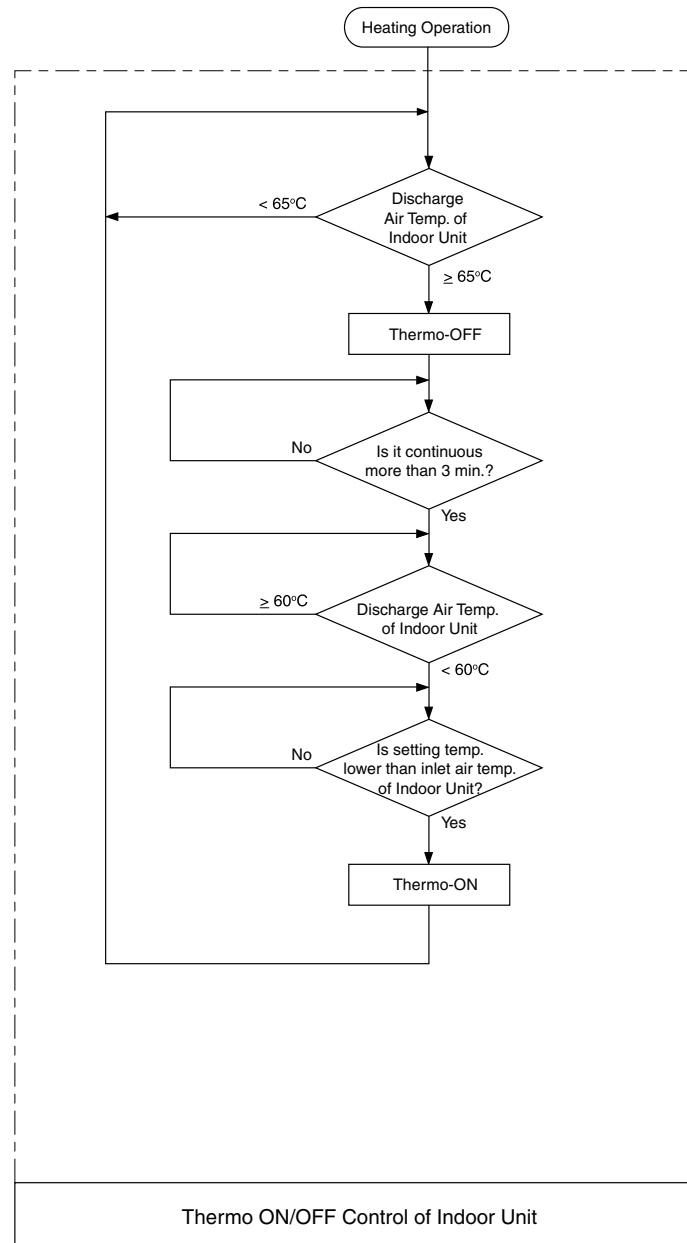 Heating Operation
< 65°C
Discharge
Air Temp. of
Indoor Unit
≥ 65°C
Thermo-OFF
No
Is it continuous
more than 3 min.?
Yes
≥ 60°C
Discharge Air Temp.
of Indoor Unit
< 60°C
No
Is setting temp.
lower than inlet air temp.
of Indoor Unit?
Yes
Thermo-ON
Thermo ON/OFF Control of Indoor Unit